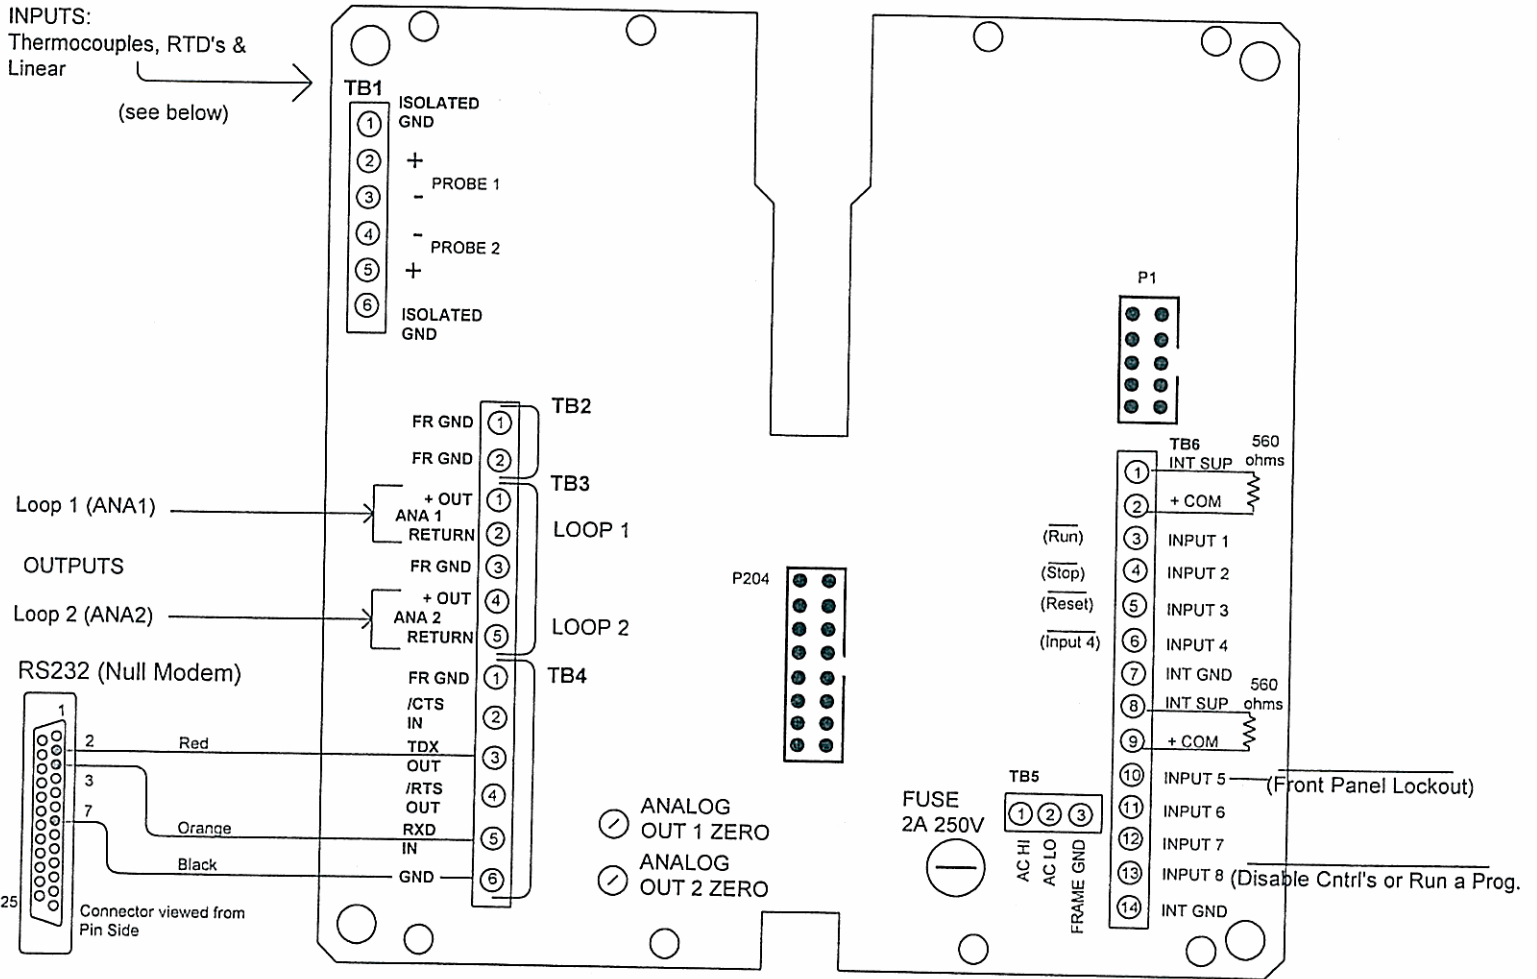 INPUTS:
Thermocouples, RTD's &
Linear
(see below)
TB1
ISOLATED
GND
1
2 +
PROBE 1
3 -
4 -
PROBE 2
5 +
6
ISOLATED
GND
TB2
FR GND 1
FR GND 2
TB3
+ OUT 1
Loop 1 (ANA1)
ANA 1
RETURN 2
LOOP 1
FR GND 3
OUTPUTS
+ OUT 4
Loop 2 (ANA2)
ANA 2
RETURN 5
LOOP 2
TB4
RS232 (Null Modem)
FR GND 1
/CTS
IN
2
TDX
OUT
3
/RTS
OUT
4
RXD
IN
5
GND 6
1
2
Red
3
7
Orange
Black
25
Connector viewed from
Pin Side
P1
P204
ANALOG
OUT 1 ZERO
ANALOG
OUT 2 ZERO
FUSE
2A 250V
TB5
1 2 3
AC HI
AC LO
FRAME GND
TB6
560
ohms
1 INT SUP
2 + COM
(Run) 3 INPUT 1
(Stop) 4 INPUT 2
(Reset) 5 INPUT 3
(Input 4) 6 INPUT 4
7 INT GND
560
ohms
8 INT SUP
9 + COM
10 INPUT 5 (Front Panel Lockout)
11 INPUT 6
12 INPUT 7
13 INPUT 8 (Disable Cntrl's or Run a Prog.
14 INT GND